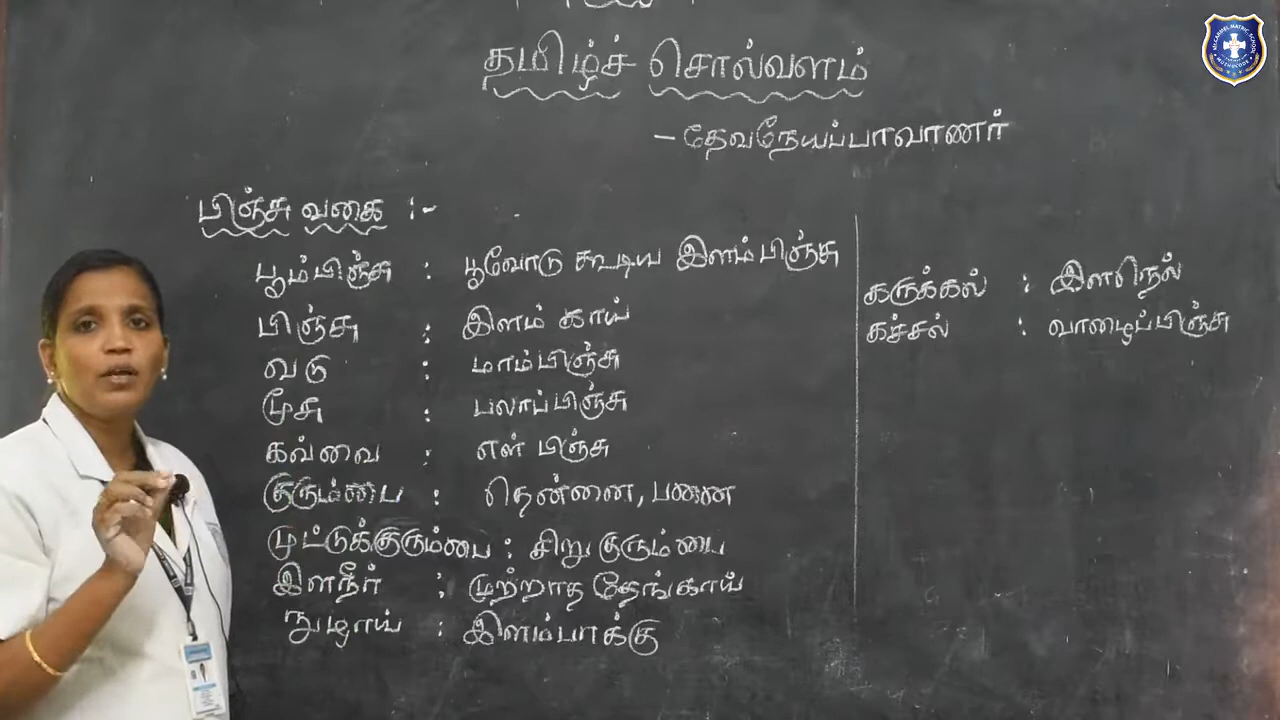 தமிழ்ச் சொல்வளம்
– தேவநேயப்பாவாணர்
பிஞ்சு வகை :-
பூம்பிஞ்சு : பூவோடு கூடிய இளம்பிஞ்சு
பிஞ்சு : இளம் காய்
வடு : மாம்பிஞ்சு
மூசு : பலாப்பிஞ்சு
கவ்வை : எள் பிஞ்சு
குரும்பை : தென்னை, பனை
முட்டுக்குரும்பை : சிறு குரும்பை
இளநீர் : முற்றாத தேங்காய்
நுழாய் : இளம்பாக்கு
கருக்கல் : இளநெல்
கச்சல் : வாழைப்பிஞ்சு